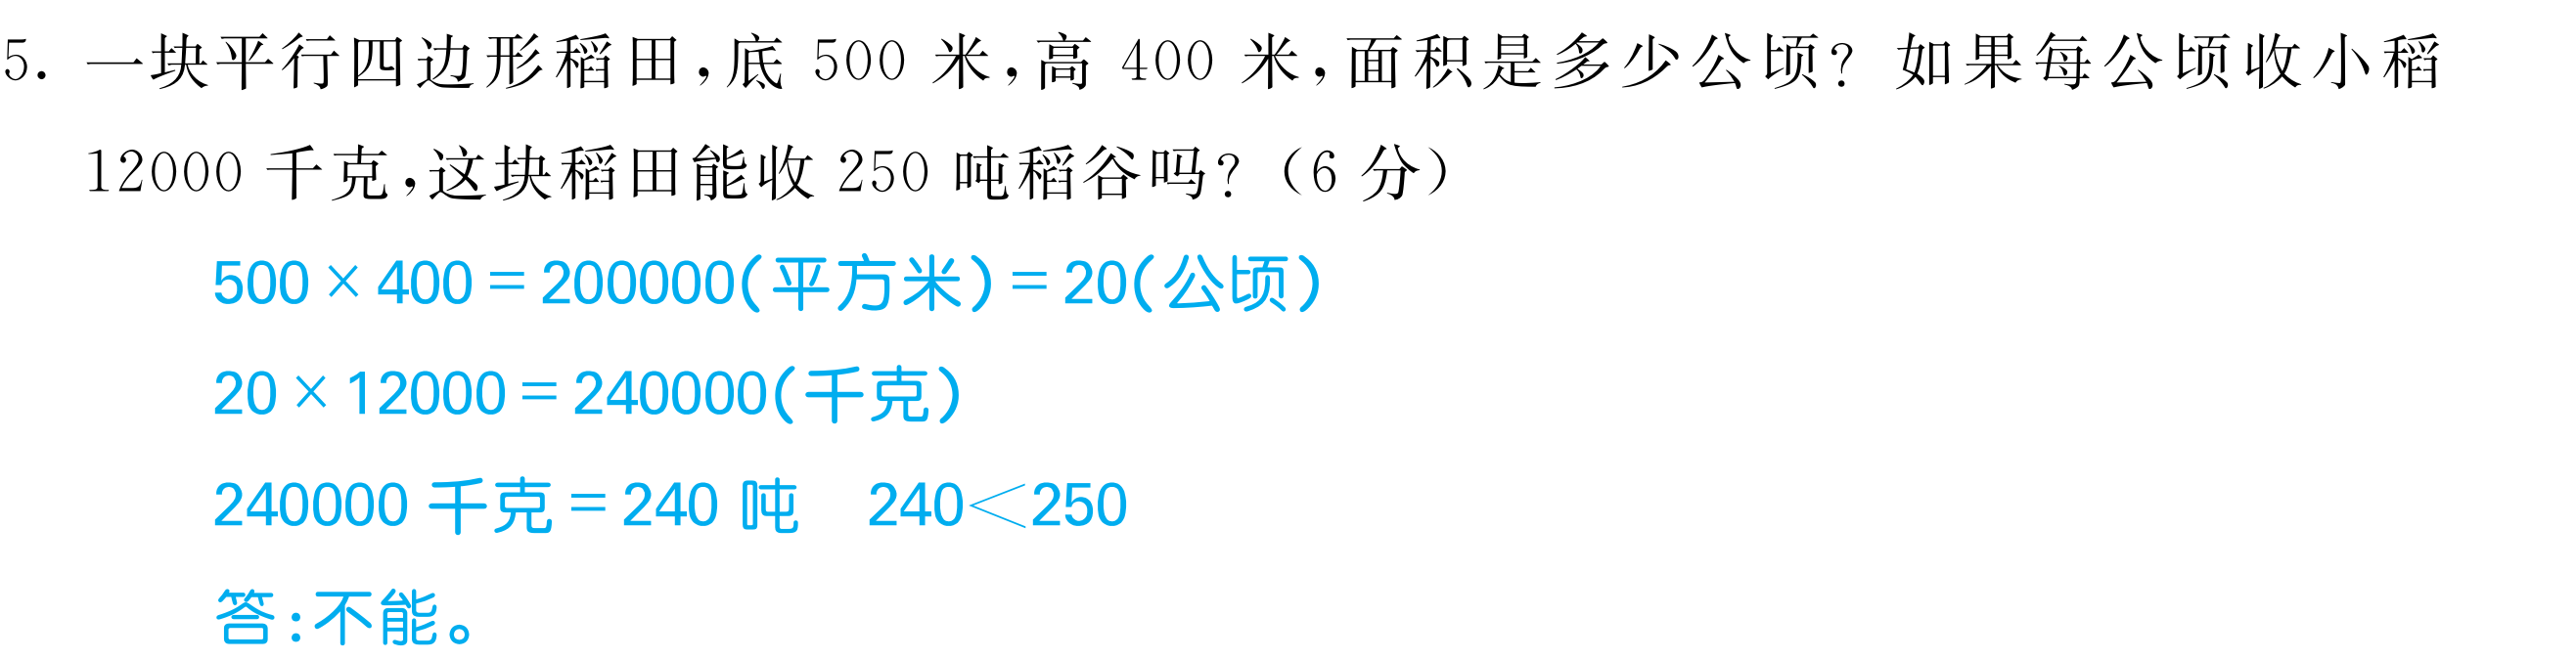 5. 一块平行四边形稻田,底 500 米,高 400 米,面积是多少公顷? 如果每公顷收小稻
12000 千克,这块稻田能收 250 吨稻谷吗?(6 分)
500 × 400 = 200000(平方米) = 20(公顷)
20 × 12000 = 240000(千克)
240000 千克 = 240 吨 240<250
答:不能。